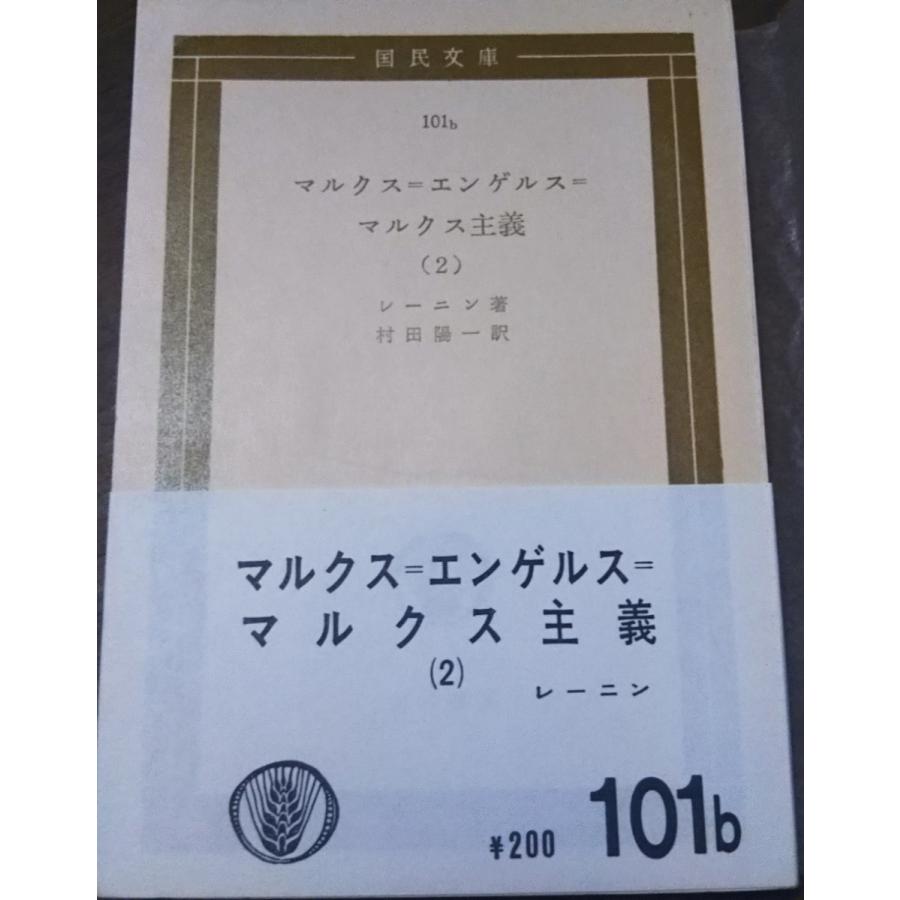 国民文庫
101b
マルクス=エンゲルス=
マルクス主義
(2)
レーニン著
村田陽一訳
マルクス=エンゲルス=
マルクス主義
(2)
レーニン
¥200
101b